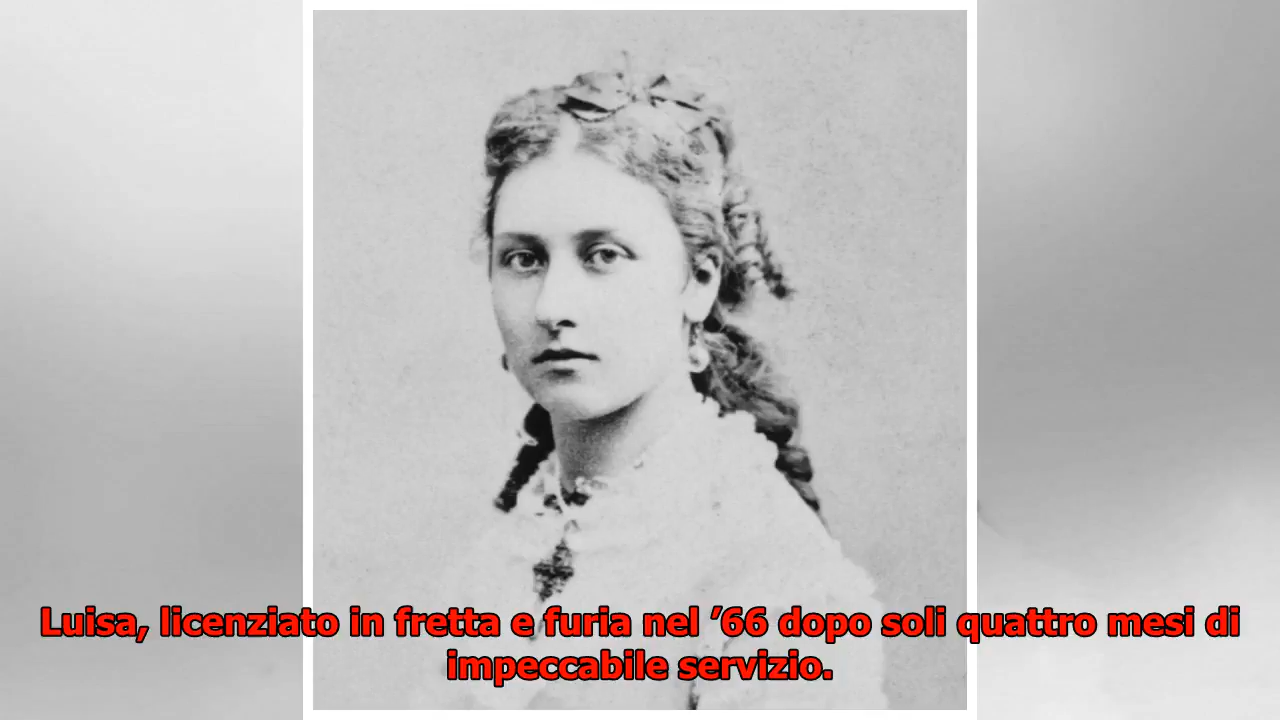 Luisa, licenziato in fretta e furia nel ’66 dopo soli quattro mesi di
impeccabile servizio.